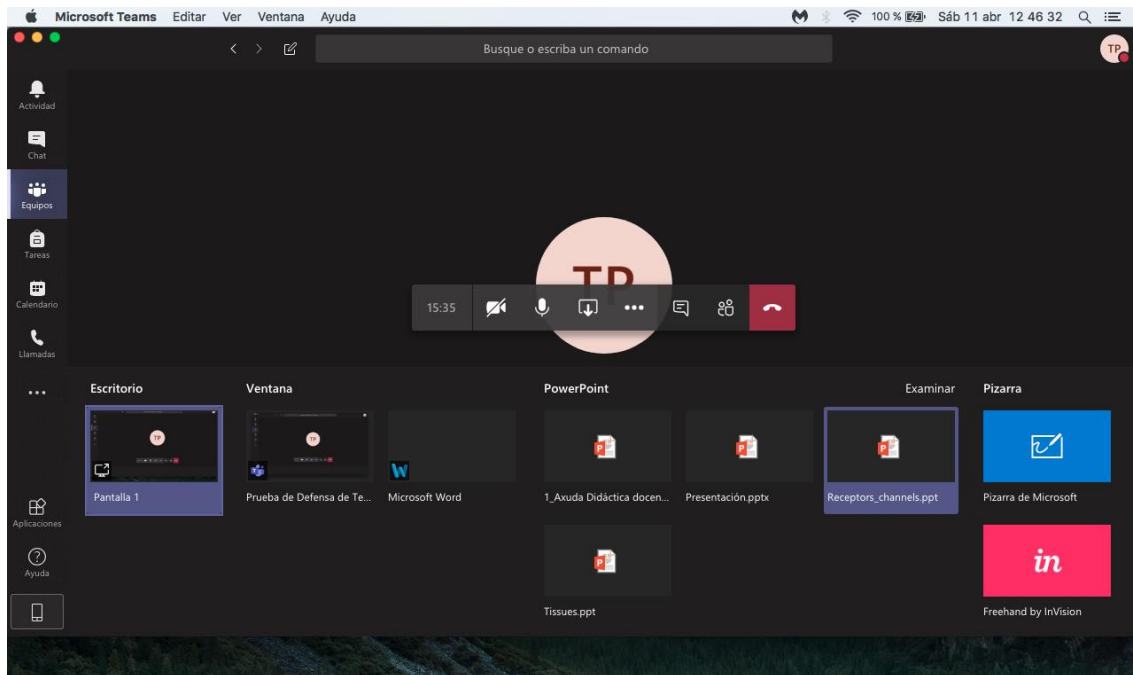 Microsoft Teams Editar Ver Ventana Ayuda 100 % Sáb 11 abr 12 46 32
Busque o escriba un comando TP
Actividad
Chat
Equipos
Tareas
Calendario
Llamadas
TP
15:35
Escritorio Ventana PowerPoint Examinar Pizarra
TP TP W P P P
Pantalla 1 Prueba de Defensa de Te... Microsoft Word 1_Axuda Didáctica docen... Presentación.pptx Receptors_channels.ppt Pizarra de Microsoft
Aplicaciones
Ayuda
P in
Tissues.ppt Freehand by InVision